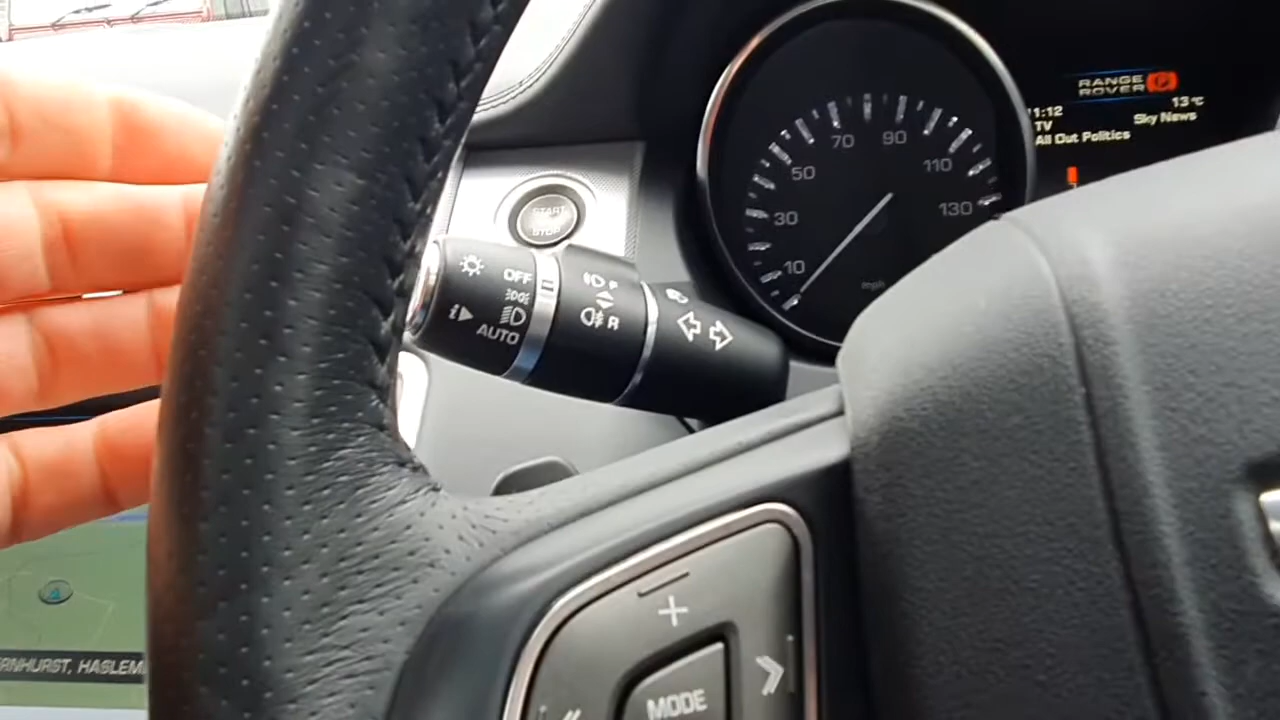 RANGE
ROVER
11:12
13°C
TV
Sky News
All Out Politics
10
30
50
70
90
110
130
mph
START
STOP
OFF
AUTO
F
R
+
MODE
RNHURST, HASLEM